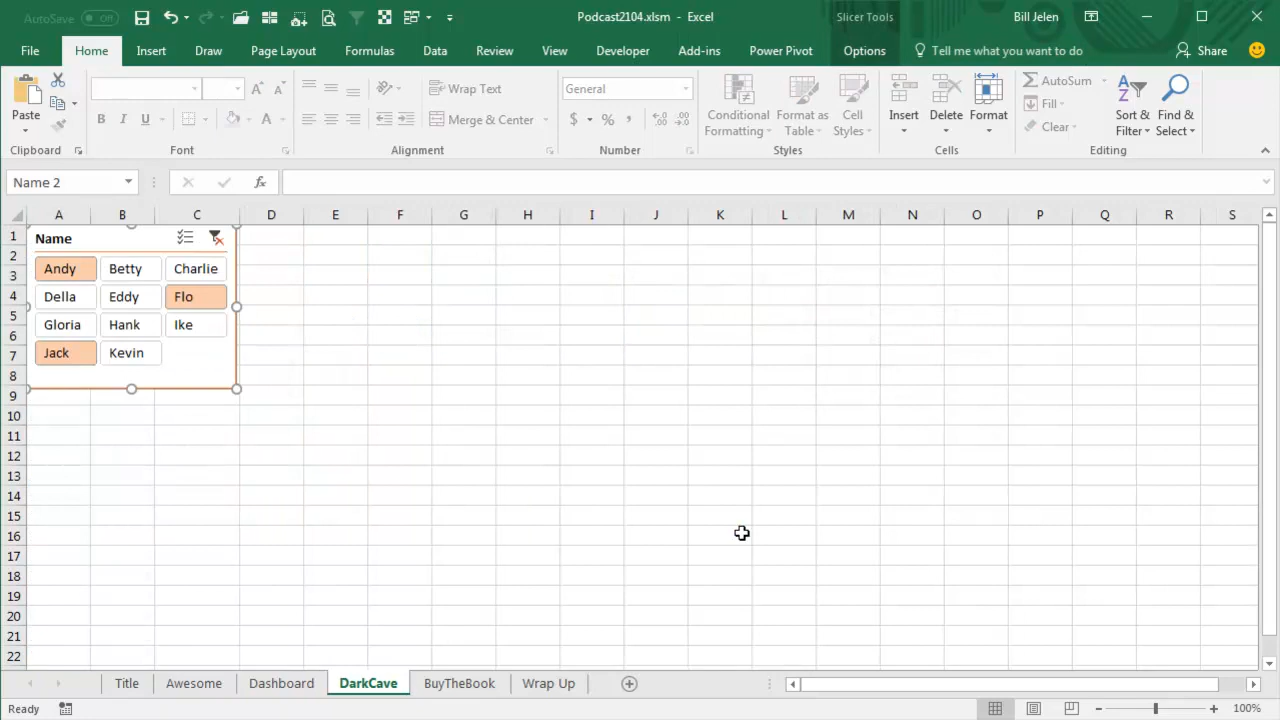 AutoSave Off Podcast2104.xlsm - Excel Slicer Tools Bill Jelen
File Home Insert Draw Page Layout Formulas Data Review View Developer Add-ins Power Pivot Options Tell me what you want to do Share
Paste
Clipboard
B I U A A A
Font
Wrap Text
Merge & Center
Alignment
General
$ % ,
Number
Conditional Formatting
Format as Table
Cell Styles
Styles
Insert Delete Format
Cells
AutoSum
Fill
Clear
Sort & Filter
Find & Select
Editing
Name 2 fx
A B C D E F G H I J K L M N O P Q R S
1
2
3
4
5
6
7
8
9
10
11
12
13
14
15
16
17
18
19
20
21
22
Name
Andy Betty Charlie
Della Eddy Flo
Gloria Hank Ike
Jack Kevin
Title Awesome Dashboard DarkCave BuyTheBook Wrap Up
Ready 100%